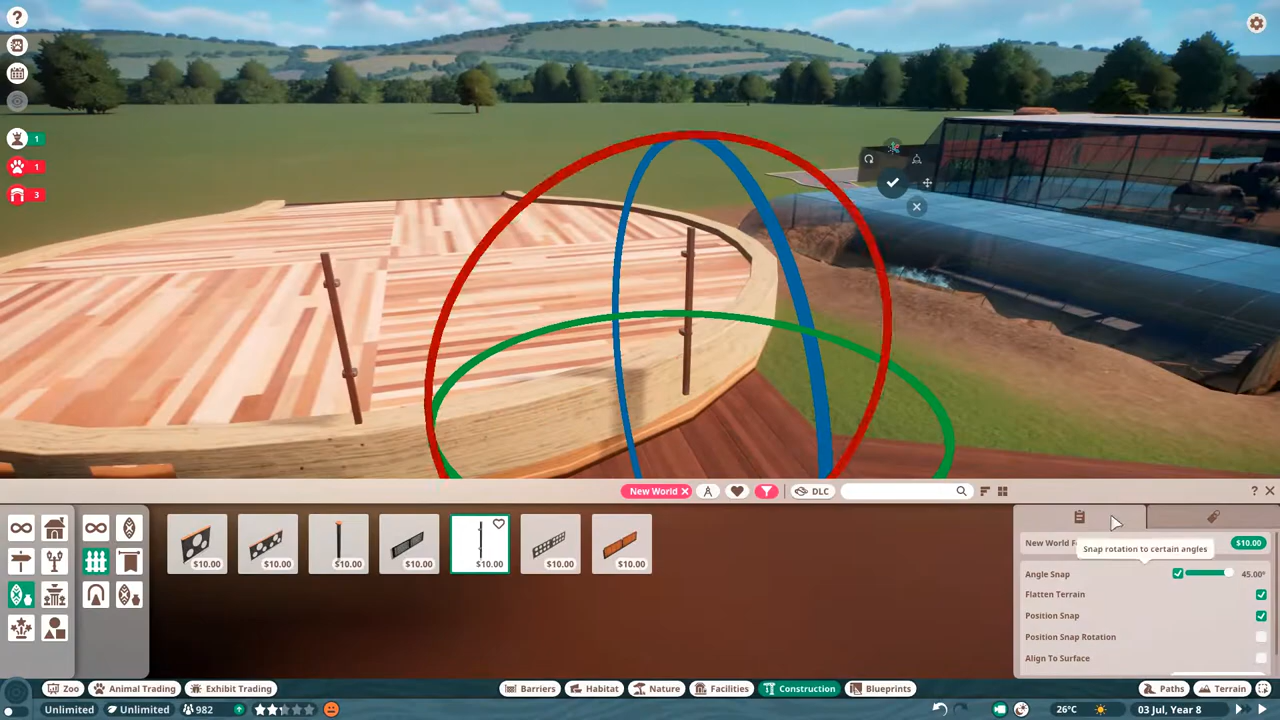 ?
1
1
3
New World ×
DLC
? ×
$10.00
$10.00
$10.00
$10.00
$10.00
$10.00
$10.00
New World F
$10.00
Snap rotation to certain angles
Angle Snap
45.00°
Flatten Terrain
Position Snap
Position Snap Rotation
Align To Surface
Zoo
Animal Trading
Exhibit Trading
Barriers
Habitat
Nature
Facilities
Construction
Blueprints
Paths
Terrain
Unlimited
Unlimited
982
26°C
03 Jul, Year 8